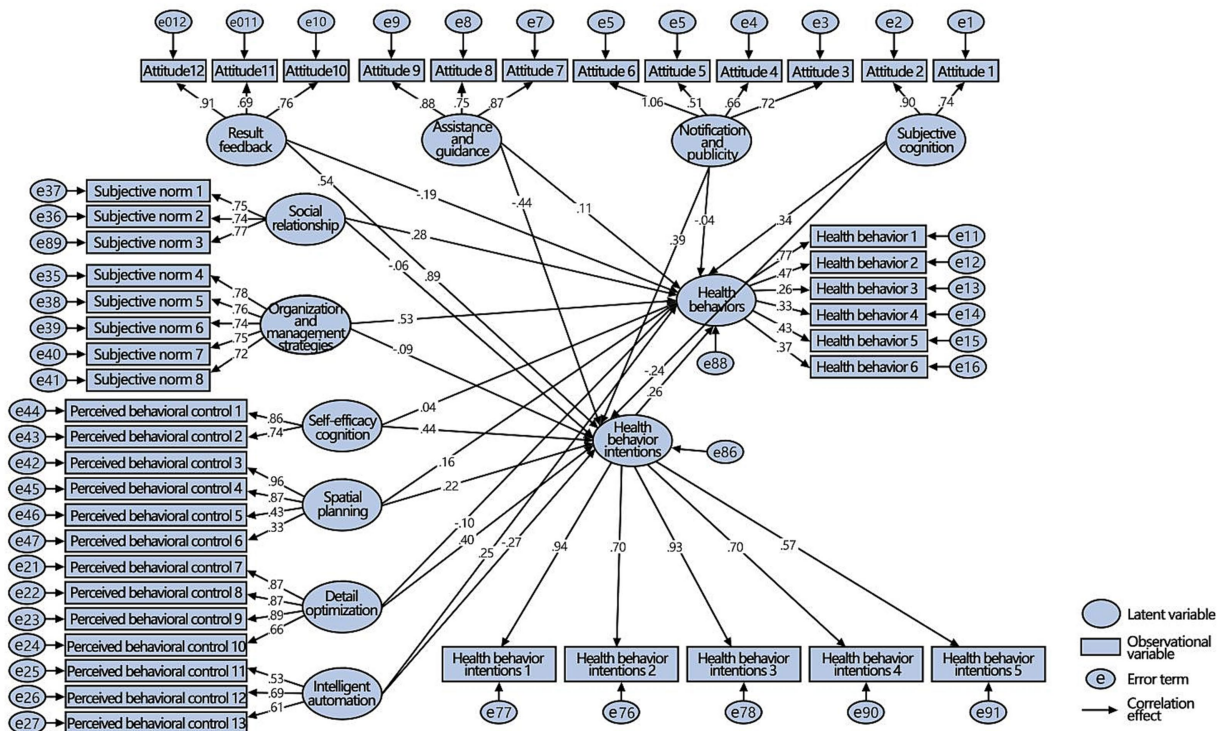 e012
e011
e10
e9
e8
e7
e5
e5
e4
e3
e2
e1
Attitude12
Attitude11
Attitude10
Attitude 9
Attitude 8
Attitude 7
Attitude 6
Attitude 5
Attitude 4
Attitude 3
Attitude 2
Attitude 1
.91
.69
.76
.88
.75
.87
1.06
.51
.66
.72
.90
.74
Result
feedback
Assistance and
guidance
Notification
and
publicity
Subjective
cognition
.54
-.19
-.44
.11
.39
-.04
.34
e37
Subjective norm 1
e36
Subjective norm 2
e89
Subjective norm 3
.75
.74
.77
Social
relationship
.28
-.06
.89
e35
Subjective norm 4
e38
Subjective norm 5
e39
Subjective norm 6
e40
Subjective norm 7
e41
Subjective norm 8
.78
.76
.74
.75
.72
Organization
and
management
strategies
.53
-.09
Health
behaviors
e88
.77
.47
.26
.33
.43
.37
Health behavior 1
e11
Health behavior 2
e12
Health behavior 3
e13
Health behavior 4
e14
Health behavior 5
e15
Health behavior 6
e16
-.24
.26
e44
Perceived behavioral control 1
e43
Perceived behavioral control 2
.86
.74
Self-efficacy
cognition
.04
.44
Health
behavior
intentions
e86
e42
Perceived behavioral control 3
e45
Perceived behavioral control 4
e46
Perceived behavioral control 5
e47
Perceived behavioral control 6
.96
.87
.43
.33
Spatial
planning
.16
.22
e21
Perceived behavioral control 7
e22
Perceived behavioral control 8
e23
Perceived behavioral control 9
e24
Perceived behavioral control 10
.87
.87
.89
.66
Detail
optimization
-.10
.40
e25
Perceived behavioral control 11
e26
Perceived behavioral control 12
e27
Perceived behavioral control 13
.53
.69
.61
Intelligent
automation
.25
-.27
.94
.70
.93
.70
.57
Health behavior
intentions 1
Health behavior
intentions 2
Health behavior
intentions 3
Health behavior
intentions 4
Health behavior
intentions 5
e77
e76
e78
e90
e91
Latent variable
Observational
variable
e
Error term
Correlation
effect